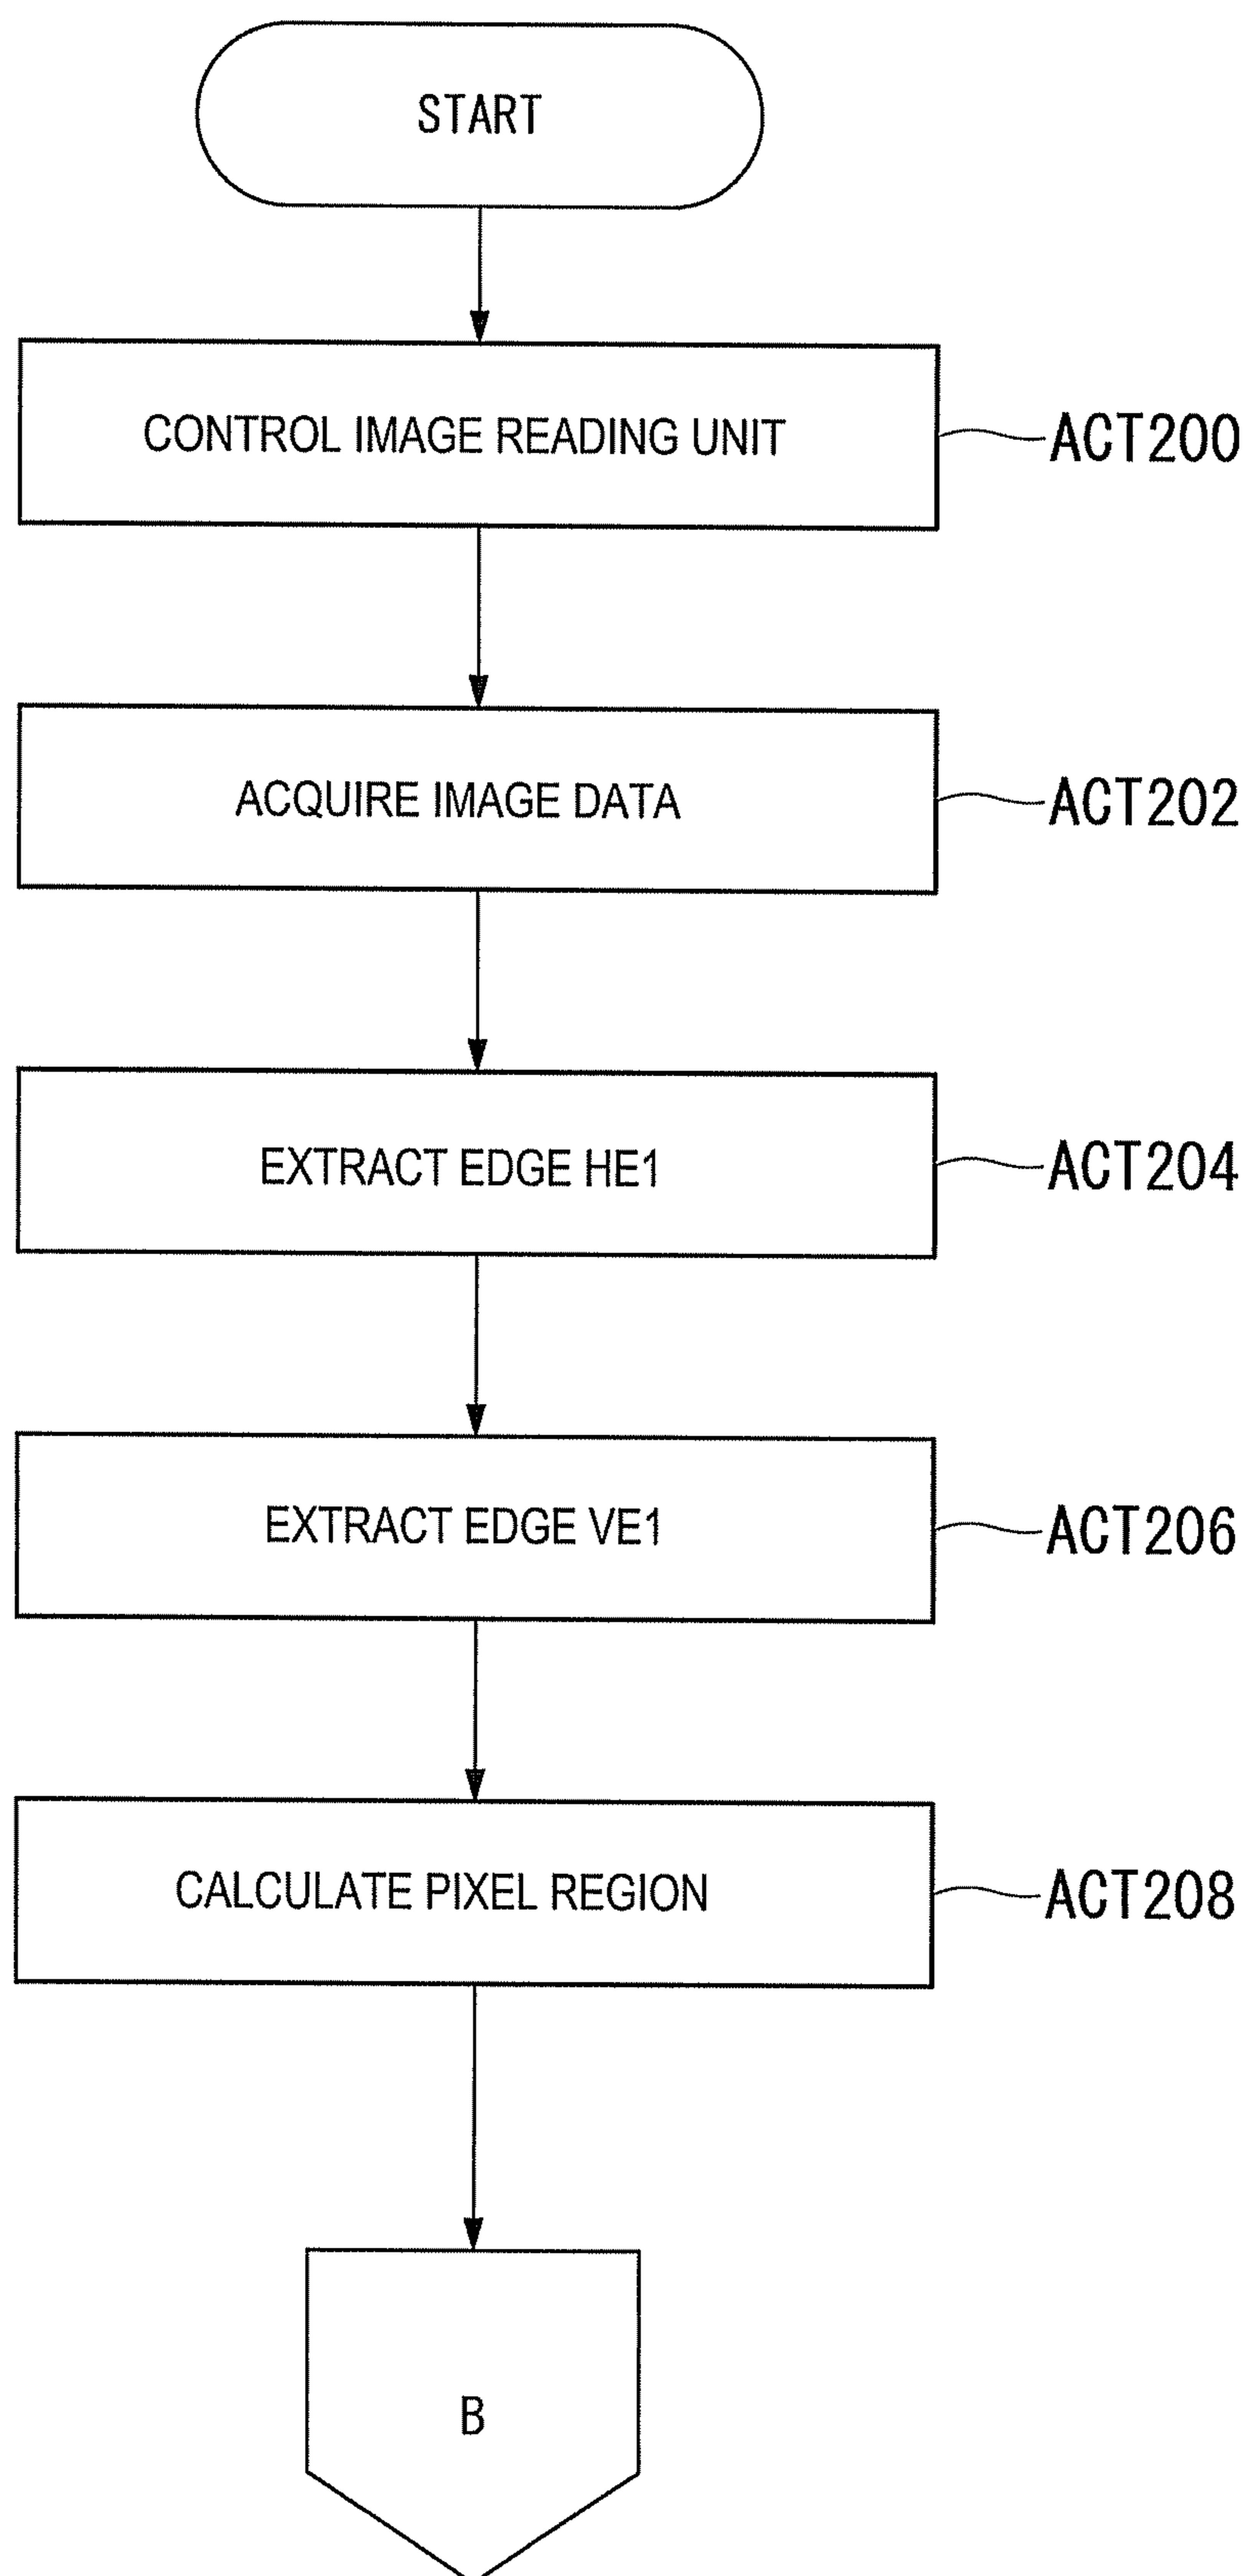 START
CONTROL IMAGE READING UNIT
ACT200
ACQUIRE IMAGE DATA
ACT202
EXTRACT EDGE HE1
ACT204
EXTRACT EDGE VE1
ACT206
CALCULATE PIXEL REGION
ACT208
B